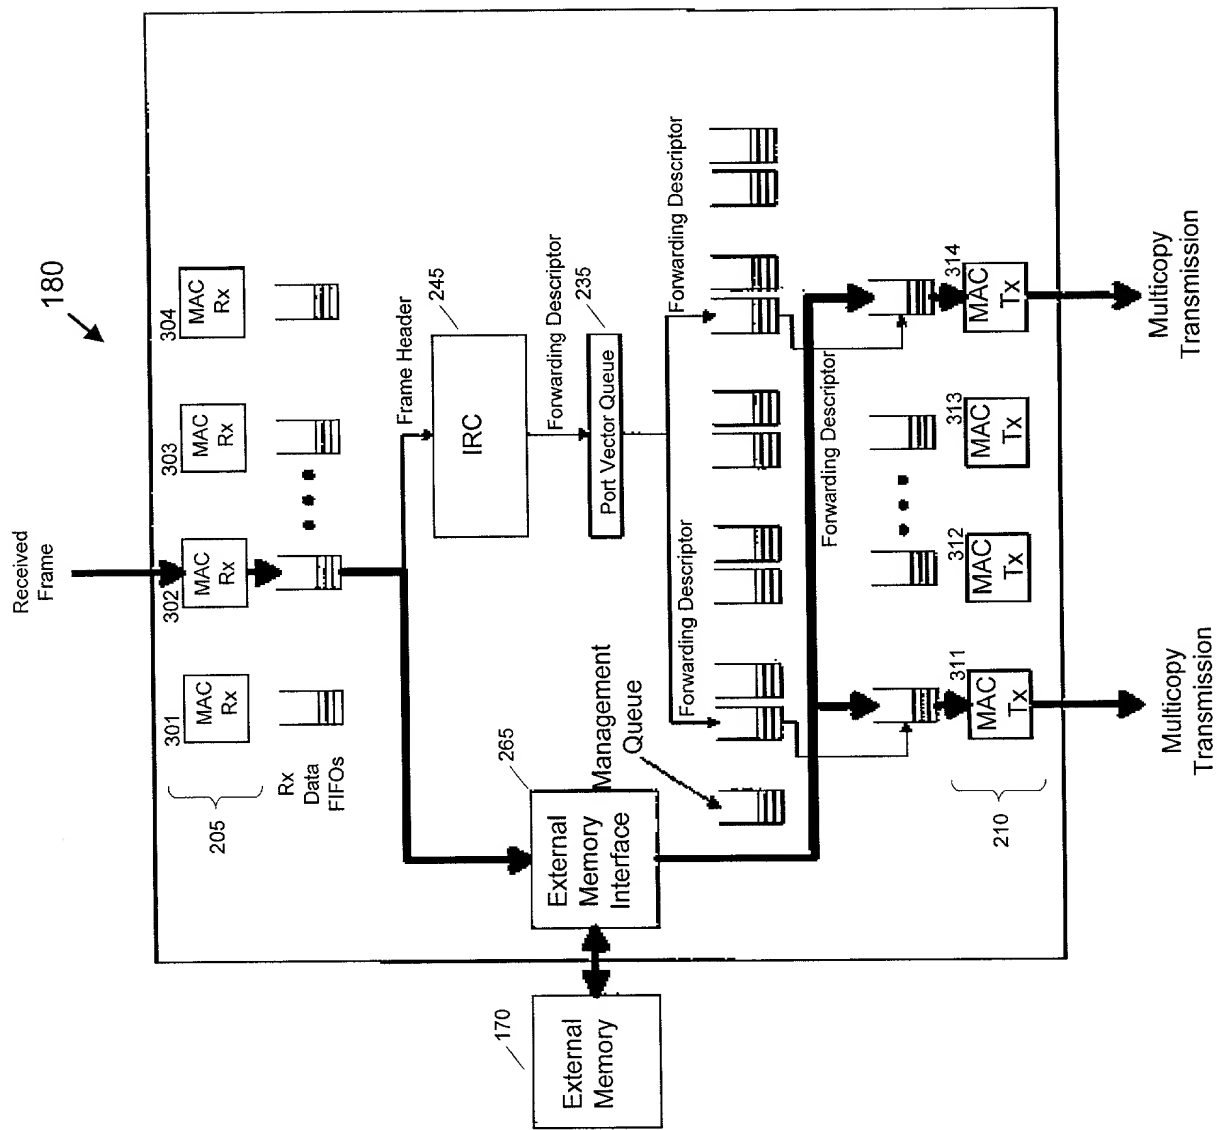 180
Received
Frame
301
MAC
Rx
302
MAC
Rx
303
MAC
Rx
304
MAC
Rx
205
Rx
Data
FIFOs
Frame Header
245
IRC
Forwarding Descriptor
235
Port Vector Queue
170
External
Memory
265
External
Memory
Interface
Management
Queue
Forwarding Descriptor
Forwarding Descriptor
Forwarding Descriptor
210
311
MAC
Tx
312
MAC
Tx
313
MAC
Tx
314
MAC
Tx
Multicopy
Transmission
Multicopy
Transmission